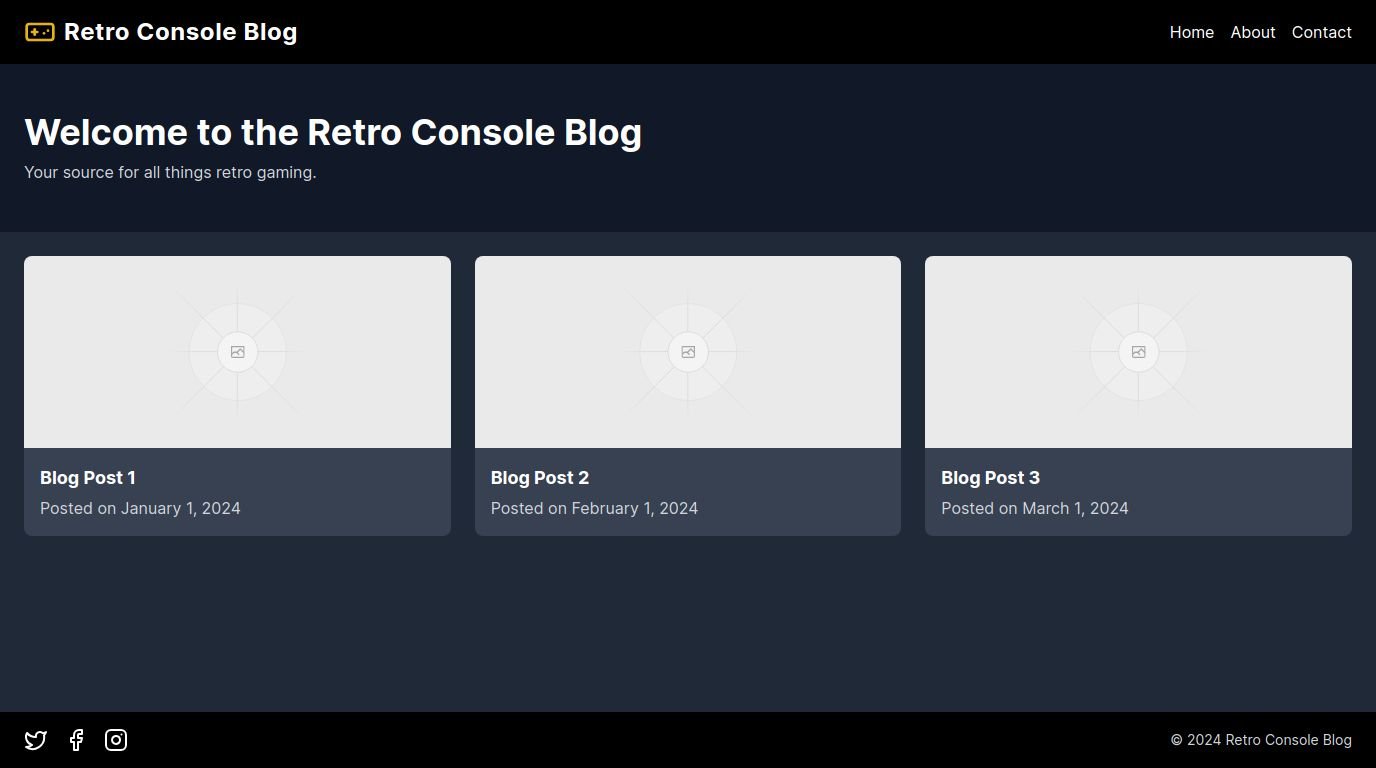 Retro Console Blog
Home About Contact
Welcome to the Retro Console Blog
Your source for all things retro gaming.
Blog Post 1
Posted on January 1, 2024
Blog Post 2
Posted on February 1, 2024
Blog Post 3
Posted on March 1, 2024
© 2024 Retro Console Blog